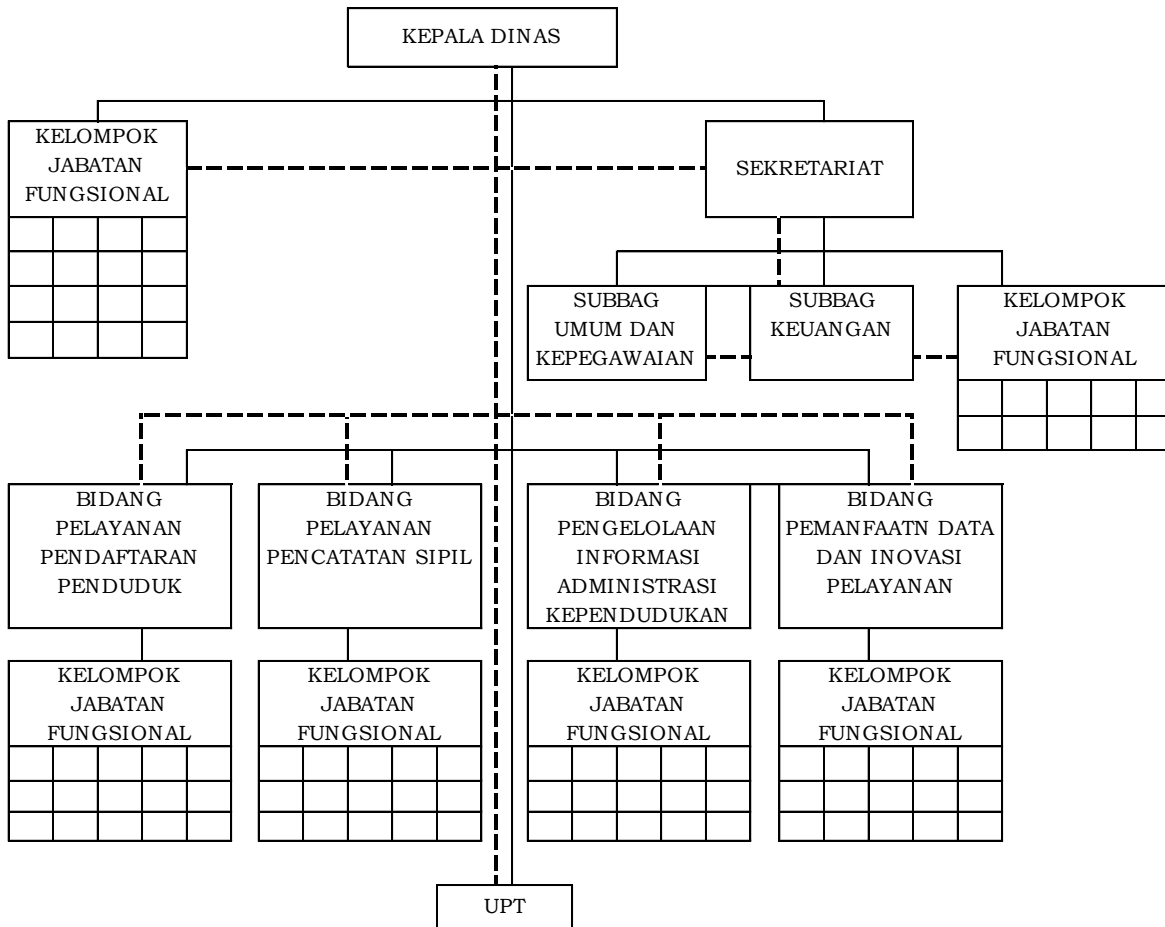 KEPALA DINAS
KELOMPOK
JABATAN
FUNGSIONAL
SEKRETARIAT
SUBBAG
UMUM DAN
KEPEGAWAIAN
SUBBAG
KEUANGAN
KELOMPOK
JABATAN
FUNGSIONAL
BIDANG
PELAYANAN
PENDAFTARAN
PENDUDUK
BIDANG
PELAYANAN
PENCATATAN SIPIL
BIDANG
PENGELOLAAN
INFORMASI
ADMINISTRASI
KEPENDUDUKAN
BIDANG
PEMANFAATN DATA
DAN INOVASI
PELAYANAN
KELOMPOK
JABATAN
FUNGSIONAL
KELOMPOK
JABATAN
FUNGSIONAL
KELOMPOK
JABATAN
FUNGSIONAL
KELOMPOK
JABATAN
FUNGSIONAL
UPT